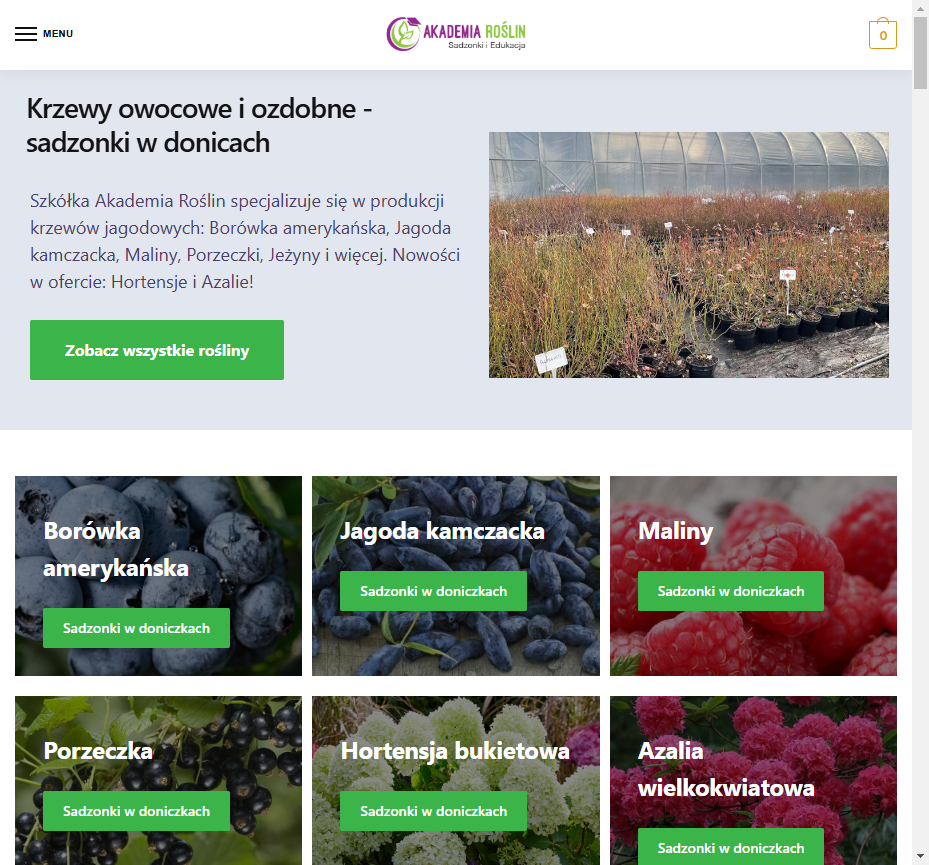 MENU
AKADEMIA ROŚLIN
Sadzonki i Edukacja
0
Krzewy owocowe i ozdobne -
sadzonki w donicach
Szkółka Akademia Roślin specjalizuje się w produkcji
krzewów jagodowych: Borówka amerykańska, Jagoda
kamczacka, Maliny, Porzeczki, Jeżyny i więcej. Nowości
w ofercie: Hortensje i Azalie!
Zobacz wszystkie rośliny
Borówka
amerykańska
Sadzonki w doniczkach
Jagoda kamczacka
Sadzonki w doniczkach
Maliny
Sadzonki w doniczkach
Porzeczka
Sadzonki w doniczkach
Hortensja bukietowa
Sadzonki w doniczkach
Azalia
wielkokwiatowa
Sadzonki w doniczkach